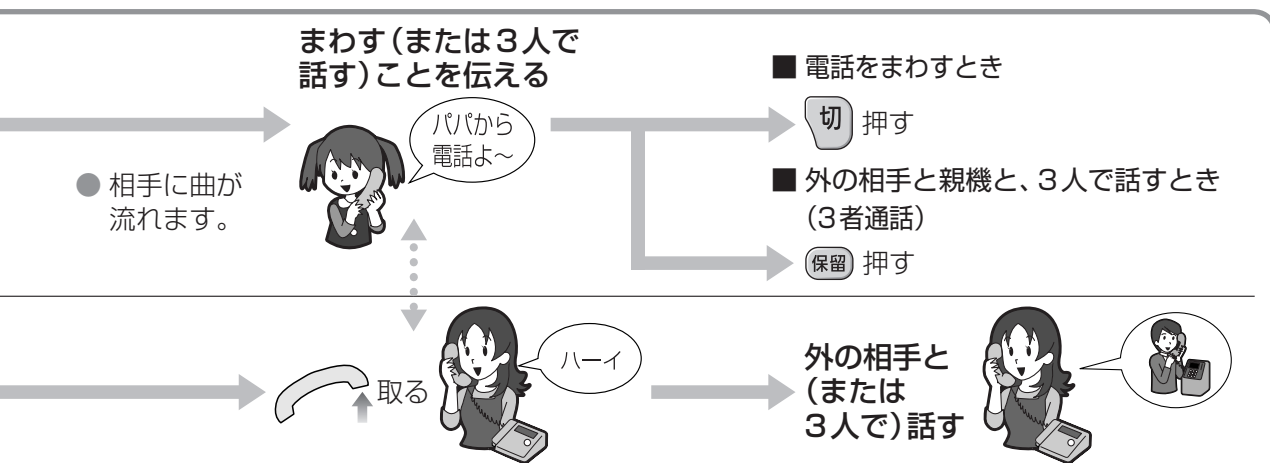 まわす(または3人で
話す)ことを伝える
● 相手に曲が
流れます。
パパから
電話よ~
■ 電話をまわすとき
切 押す
■ 外の相手と親機と、3人で話すとき
(3者通話)
保留 押す
取る
ハーイ
外の相手と
(または
3人で)話す